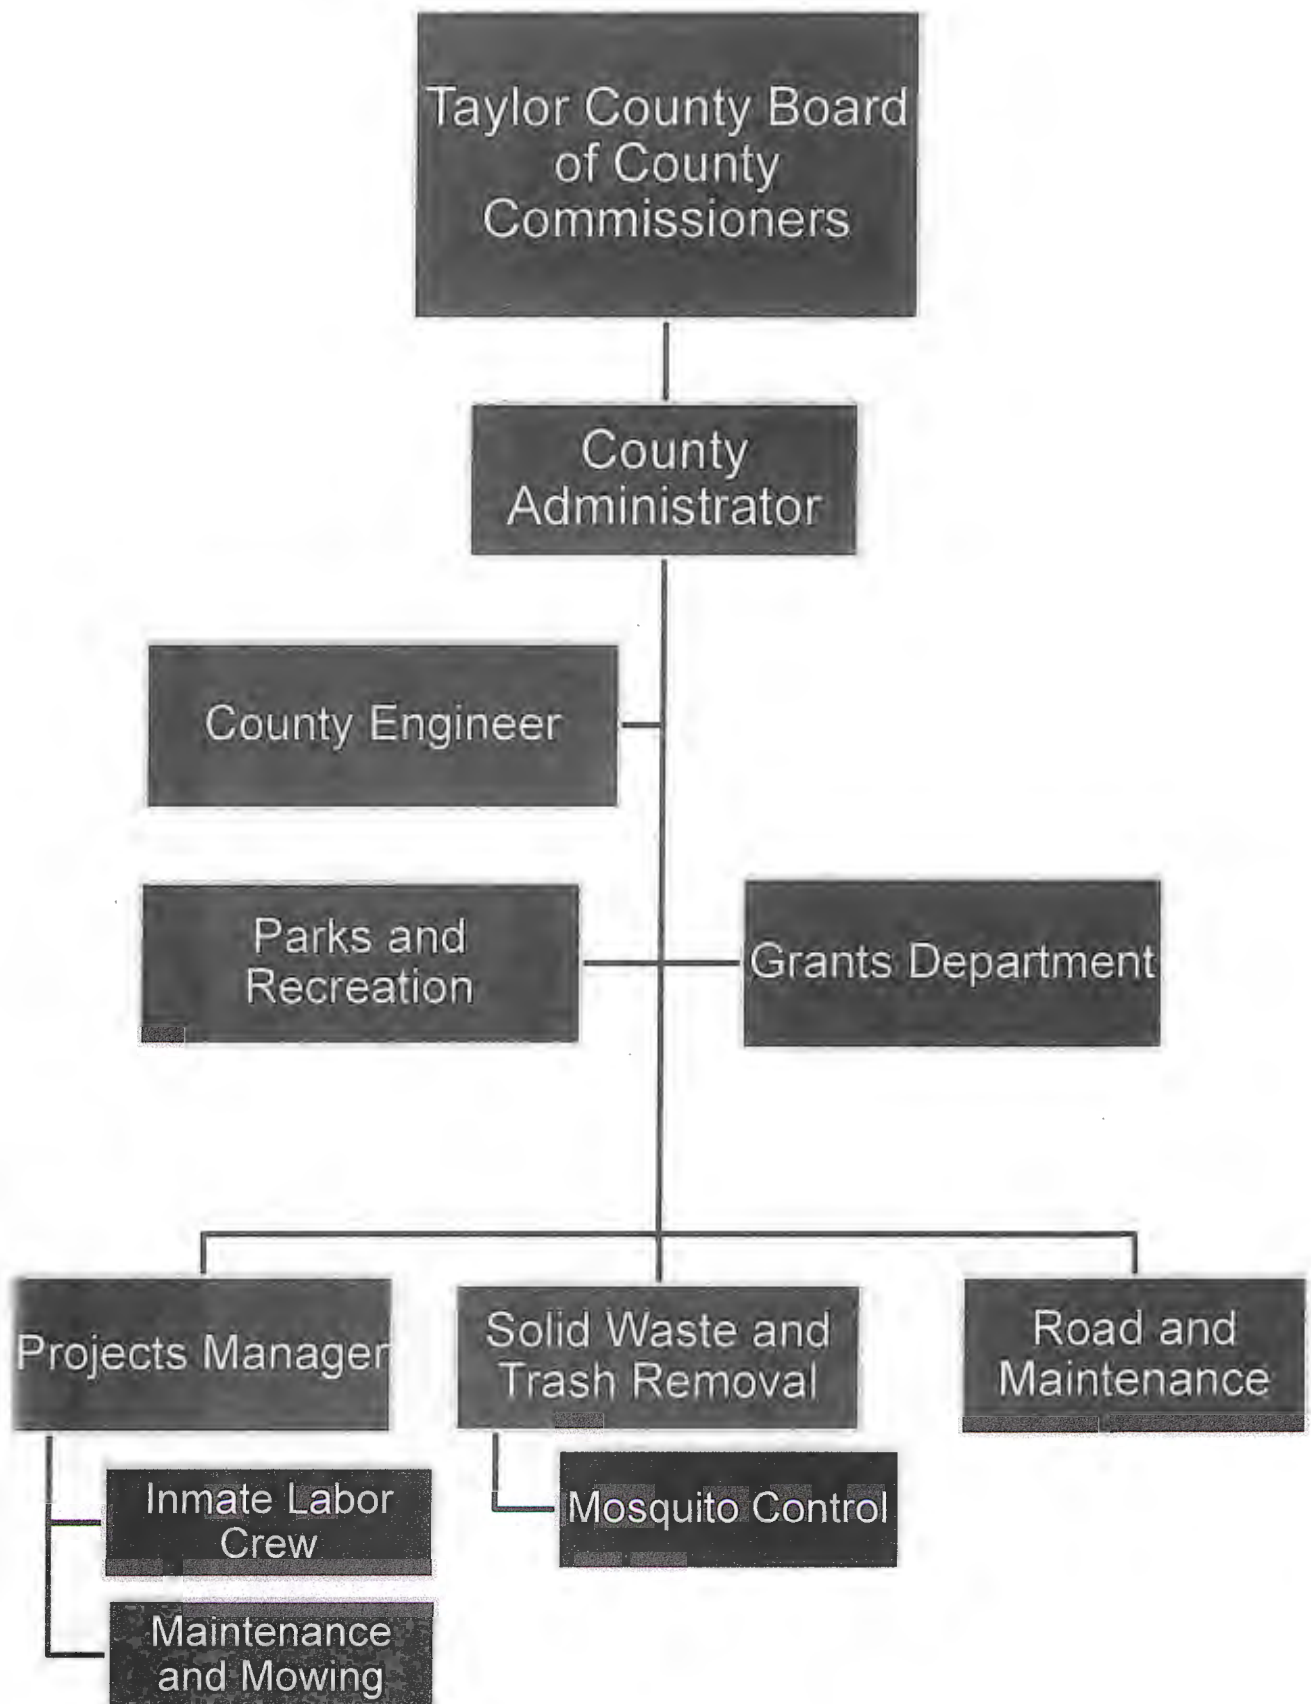 Taylor County Board
of County
Commissioners
County
Administrator
County Engineer
Parks and
Recreation
Grants Department
Projects Manager
Solid Waste and
Trash Removal
Road and
Maintenance
Inmate Labor
Crew
Mosquito Control
Maintenance
and Mowing